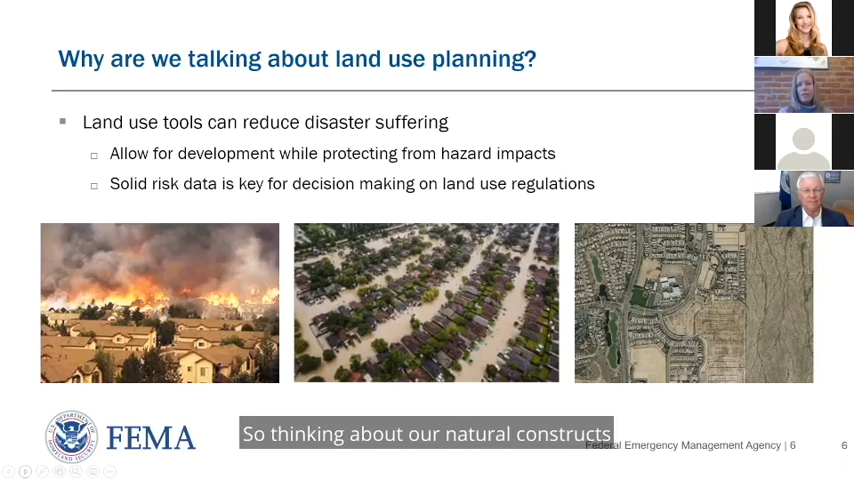 Why are we talking about land use planning?
Land use tools can reduce disaster suffering
Allow for development while protecting from hazard impacts
Solid risk data is key for decision making on land use regulations
FEMA
So thinking about our natural constructs
Federal Emergency Management Agency | 6
6